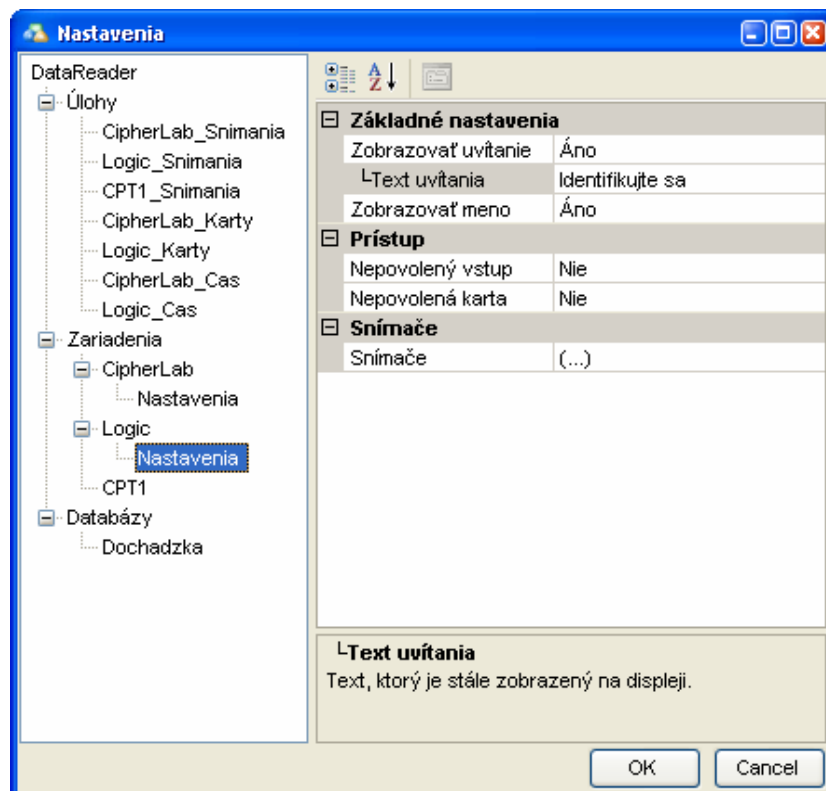 Nastavenia
DataReader
Úlohy
CipherLab_Snimania
Logic_Snimania
CPT1_Snimania
CipherLab_Karty
Logic_Karty
CipherLab_Cas
Logic_Cas
Zariadenia
CipherLab
Nastavenia
Logic
Nastavenia
CPT1
Databázy
Dochadzka
Základné nastavenia
Zobrazovať uvítanie Áno
└Text uvítania Identifikujte sa
Zobrazovať meno Áno
Prístup
Nepovolený vstup Nie
Nepovolená karta Nie
Snímače
Snímače (...)
└Text uvítania
Text, ktorý je stále zobrazený na displeji.
OK Cancel